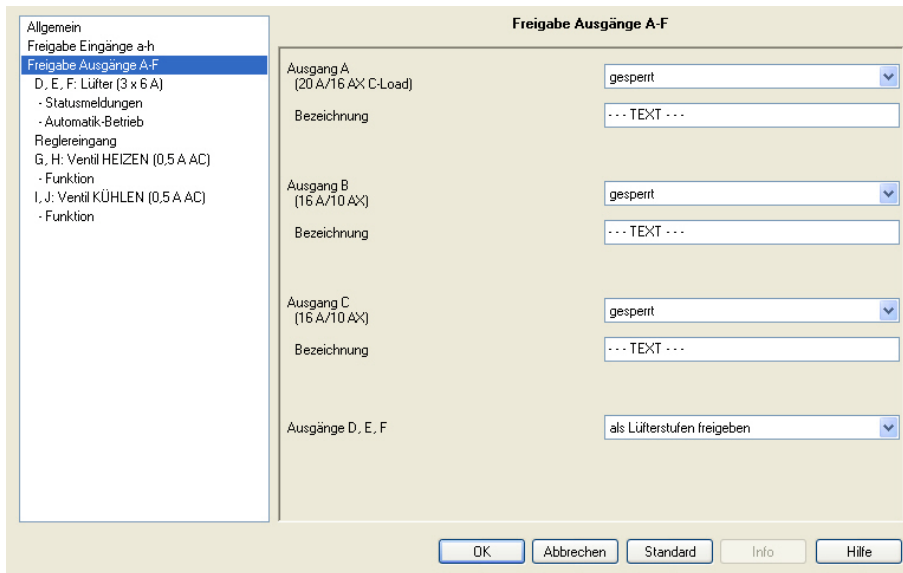 Freigabe Ausgänge A-F
Allgemein
Freigabe Eingänge a-h
Freigabe Ausgänge A-F
D, E, F: Lüfter (3 x 6 A)
- Statusmeldungen
- Automatik-Betrieb
Reglereingang
G, H: Ventil HEIZEN (0,5 A AC)
- Funktion
I, J: Ventil KÜHLEN (0,5 A AC)
- Funktion
Ausgang A
(20 A/16 AX C-Load)
gesperrt
Bezeichnung
- - - TEXT - - -
Ausgang B
(16 A/10 AX)
gesperrt
Bezeichnung
- - - TEXT - - -
Ausgang C
(16 A/10 AX)
gesperrt
Bezeichnung
- - - TEXT - - -
Ausgänge D, E, F
als Lüfterstufen freigeben
OK
Abbrechen
Standard
Info
Hilfe